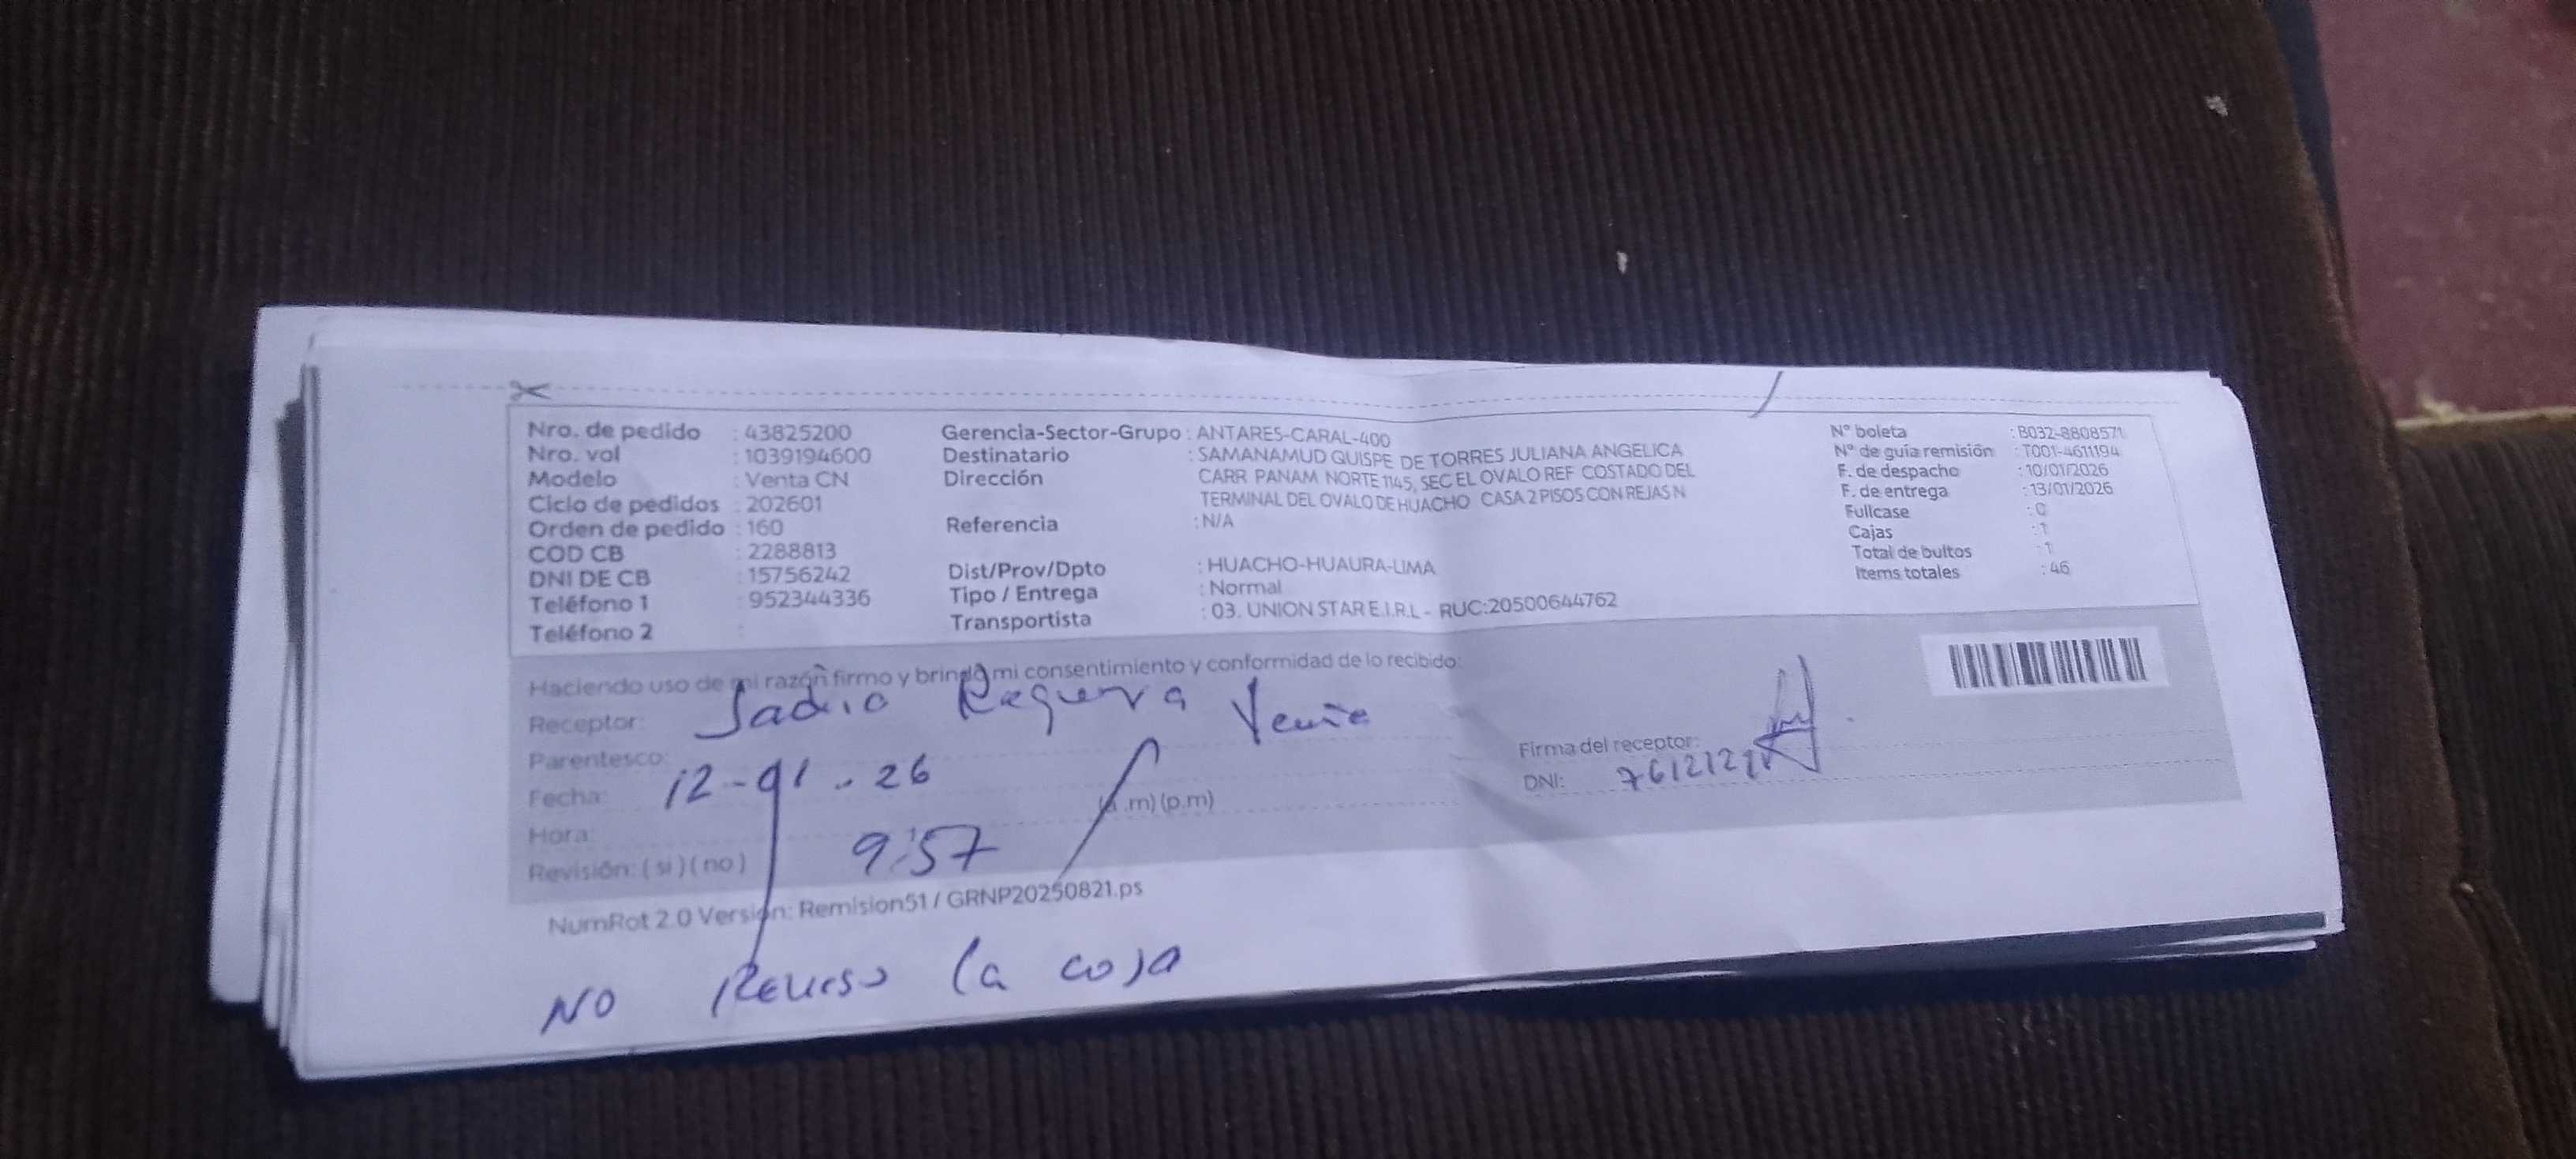 Nro. de pedido : 43825200
Nro. vol : 1039194600
Modelo : Venta CN
Ciclo de pedidos : 202601
Orden de pedido : 160
COD CB : 2288813
DNI DE CB : 15756242
Teléfono 1 : 952344336
Teléfono 2 :
Gerencia-Sector-Grupo : ANTARES-CARAL-400
Destinatario : SAMANAMUD QUISPE DE TORRES JULIANA ANGELICA
Dirección : CARR PANAM NORTE 1145, SEC EL OVALO REF COSTADO DEL
TERMINAL DEL OVALO DE HUACHO CASA 2 PISOS CON REJAS N
Referencia : N/A
Dist/Prov/Dpto : HUACHO-HUAURA-LIMA
Tipo / Entrega : Normal
Transportista : 03. UNION STAR E.I.R.L - RUC:20500644762
N° boleta : B032-8808571
N° de guía remisión : T001-4611194
F. de despacho : 10/01/2026
F. de entrega : 13/01/2026
Fullcase : 0
Cajas : 1
Total de bultos : 1
Items totales : 46
Haciendo uso de mi razón firmo y brindo mi consentimiento y conformidad de lo recibido:
Receptor:
Parentesco:
Fecha: 12-01-26
Hora: 9:57 (a.m) (p.m)
Revisión: ( si ) ( no )
Firma del receptor:
DNI:
NumRot 2.0 Versión: Remision51 / GRNP20250821.ps
NO la caja